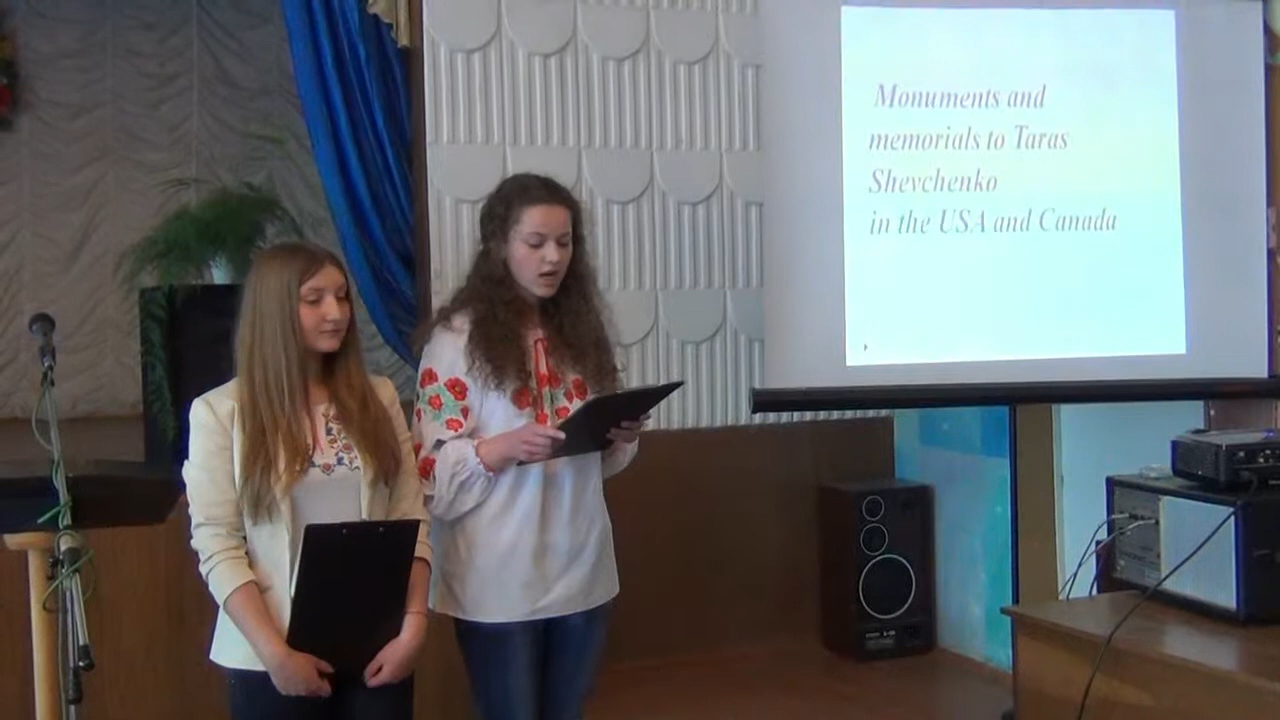 Monuments and
memorials to Taras
Shevchenko
in the USA and Canada